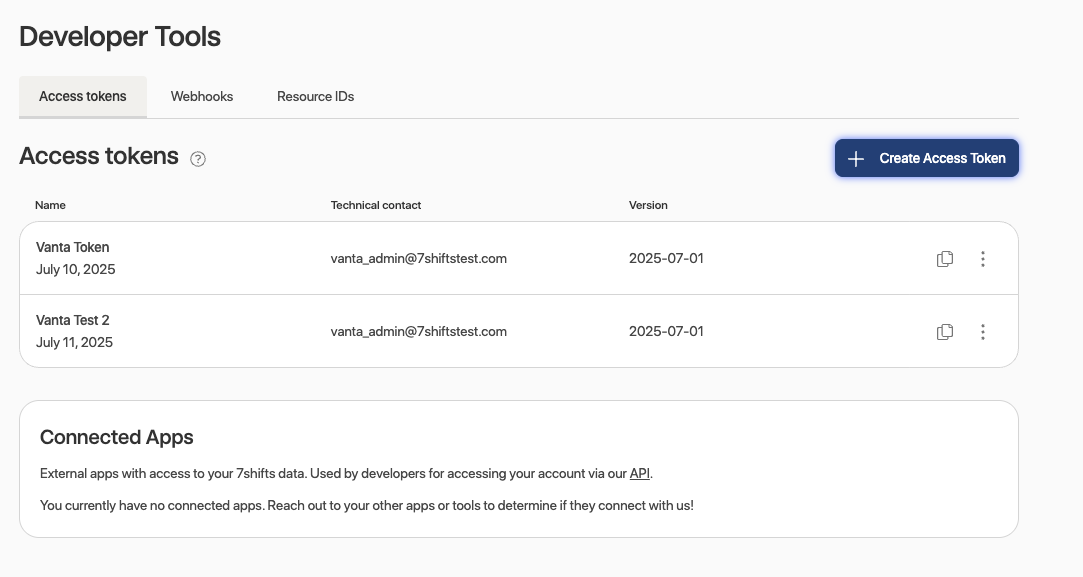 Developer Tools
Access tokens Webhooks Resource IDs
Access tokens ?
+ Create Access Token
Name Technical contact Version
Vanta Token
July 10, 2025
vanta_admin@7shiftstest.com
2025-07-01
Vanta Test 2
July 11, 2025
vanta_admin@7shiftstest.com
2025-07-01
Connected Apps
External apps with access to your 7shifts data. Used by developers for accessing your account via our API.
You currently have no connected apps. Reach out to your other apps or tools to determine if they connect with us!